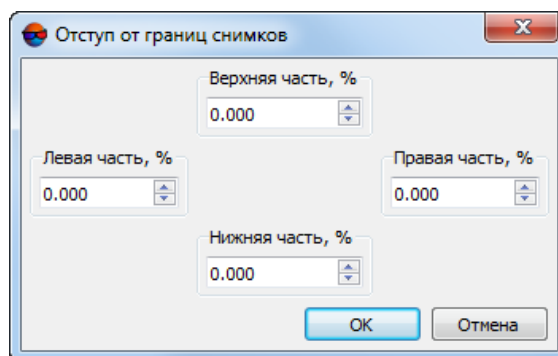 Отступ от границ снимков
Верхняя часть, %
0.000
Левая часть, %
Правая часть, %
0.000
0.000
Нижняя часть, %
0.000
OK
Отмена